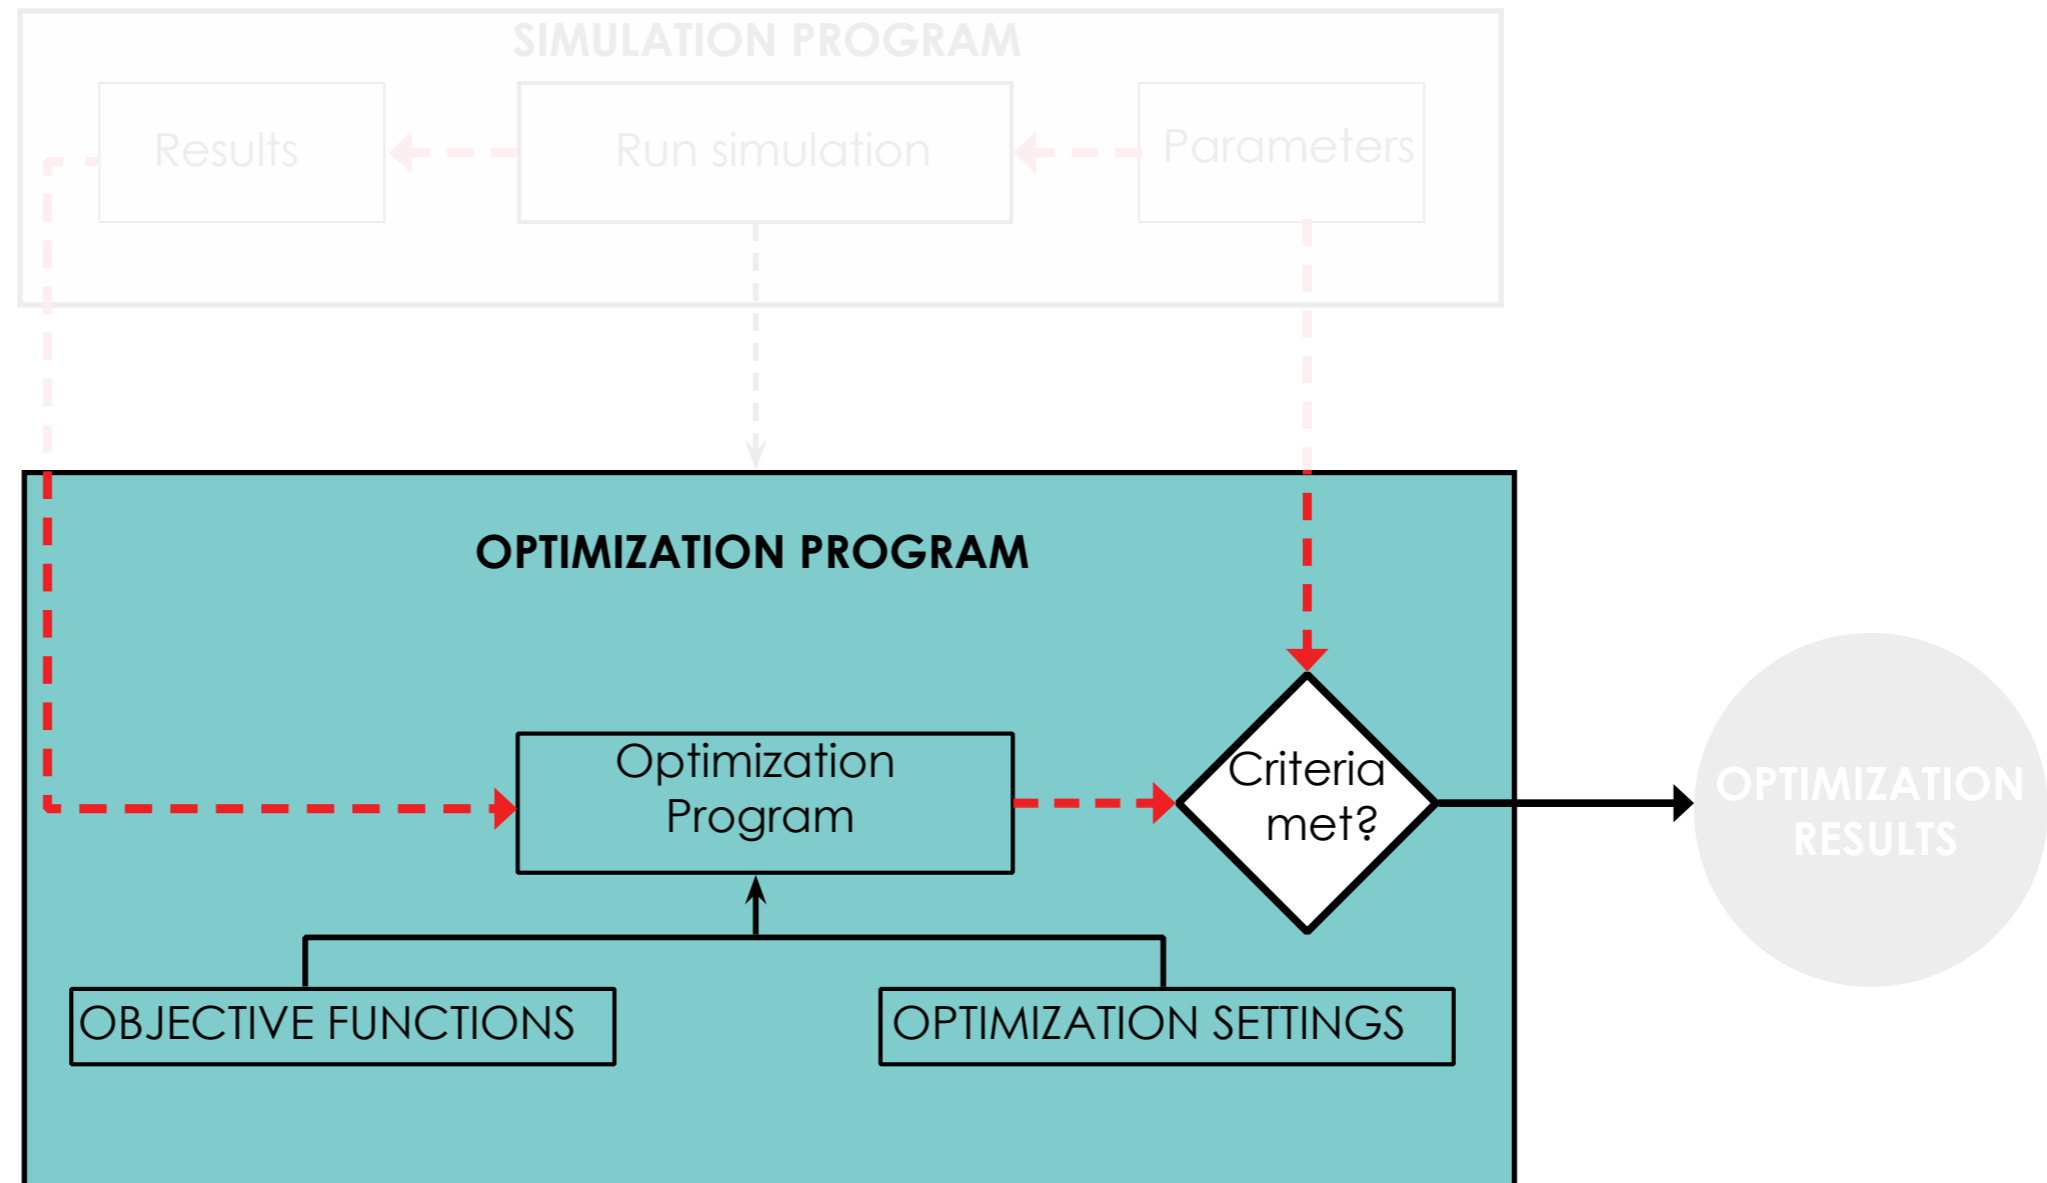 SIMULATION PROGRAM
Results
Run simulation
Parameters
OPTIMIZATION PROGRAM
Optimization
Program
Criteria
met?
OPTIMIZATION
RESULTS
OBJECTIVE FUNCTIONS
OPTIMIZATION SETTINGS